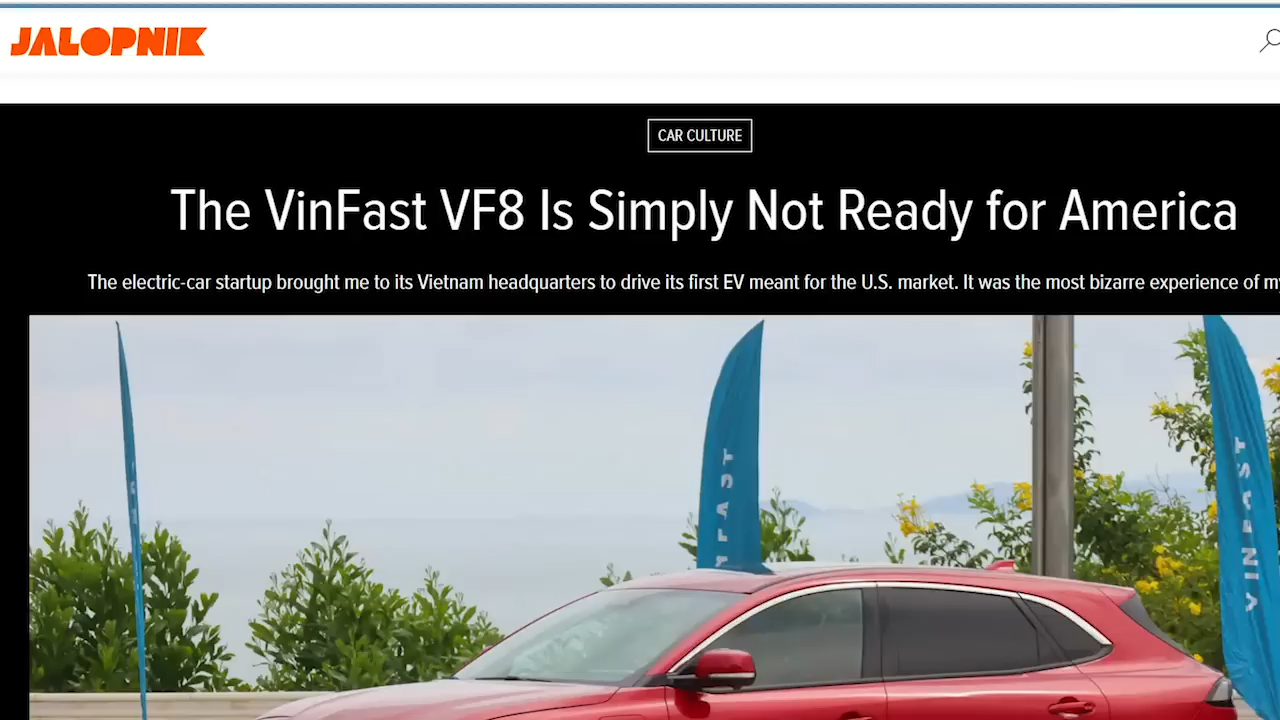 JALOPNIK
CAR CULTURE
The VinFast VF8 Is Simply Not Ready for America
The electric-car startup brought me to its Vietnam headquarters to drive its first EV meant for the U.S. market. It was the most bizarre experience of
VINFAST